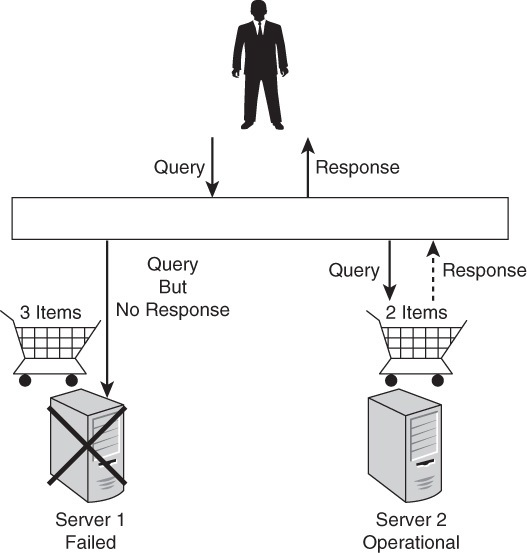 Query
Response
Query
But
No Response
Query
Response
3 Items
2 Items
Server 1
Failed
Server 2
Operational